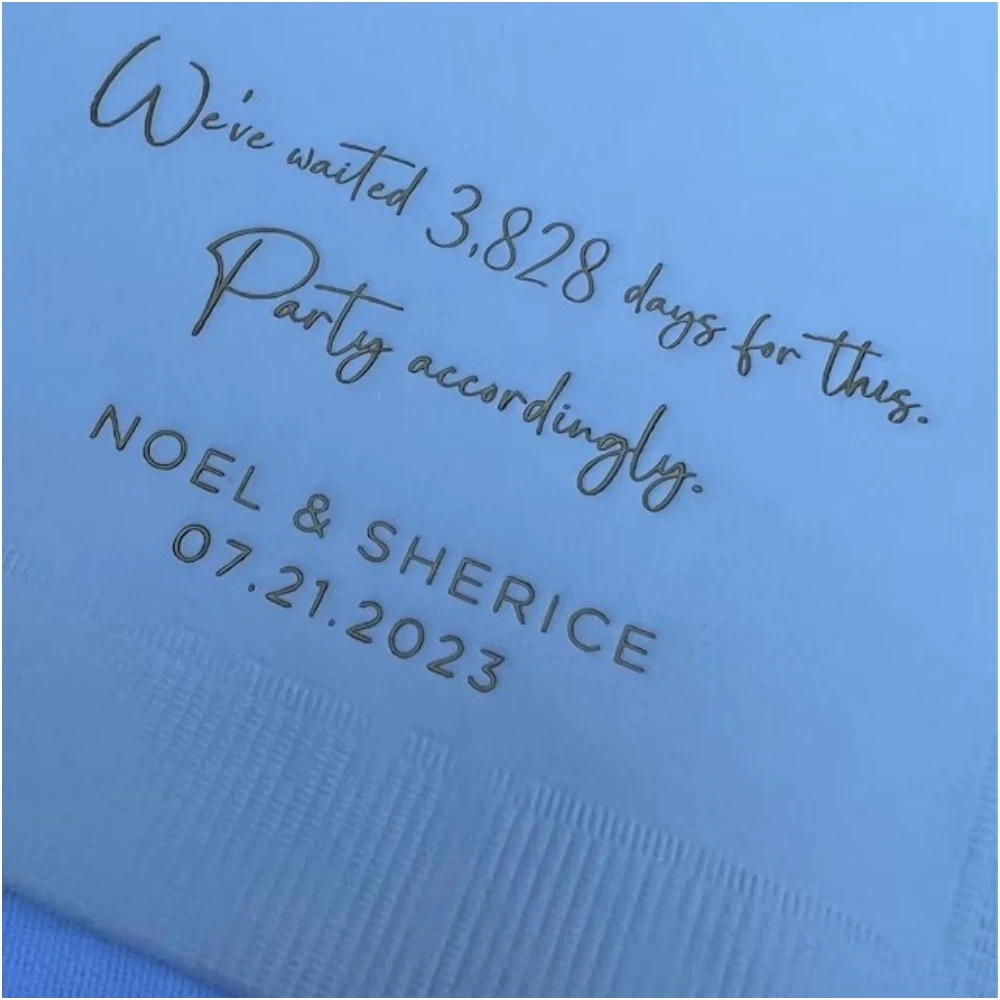 We've waited 3,828 days for this.
Party accordingly.
NOEL & SHERICE
07.21.2023